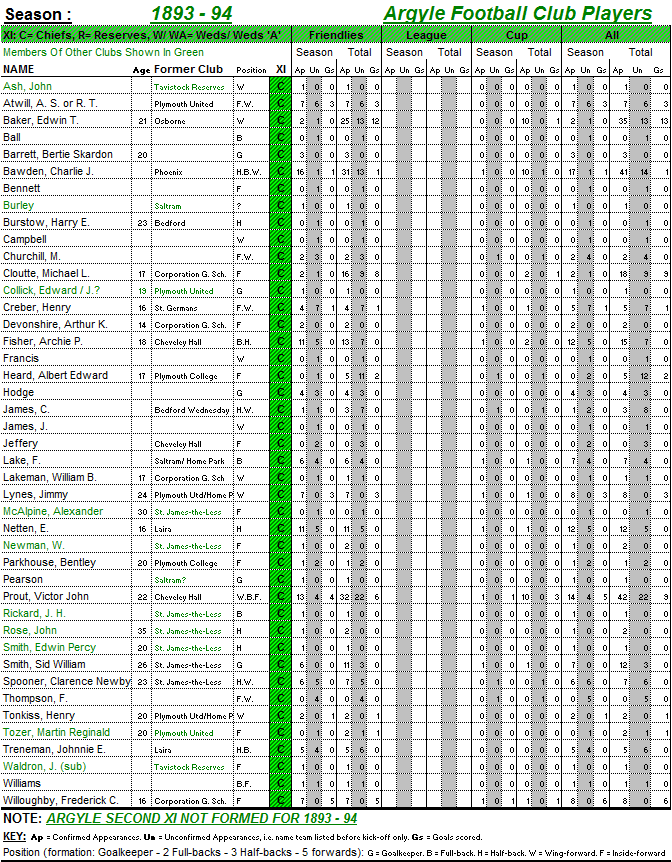 Season : 1893 - 94 Argyle Football Club Players
XI: C= Chiefs, R= Reserves, W/ WA= Weds/ Weds 'A' Friendlies League Cup All
Members Of Other Clubs Shown In Green Season Total Season Total Season Total Season Total
NAME Age Former Club Position XI Ap Un Gs Ap Un Gs Ap Un Gs Ap Un Gs Ap Un Gs Ap Un Gs Ap Un Gs Ap Un Gs
Ash, John Tavistock Reserves W C 1 0 0 1 0 0 0 0 0 0 0 0 1 0 0 1 0 0
Atwill, A. S. or R. T. Plymouth United F.W. C 7 6 3 7 6 3 0 0 0 0 0 0 7 6 3 7 6 3
Baker, Edwin T. 21 Osborne W C 2 1 0 25 13 12 0 0 0 10 0 1 2 1 0 35 13 13
Ball B C 0 1 0 0 1 0 0 0 0 0 0 0 0 1 0 0 1 0
Barrett, Bertie Skardon 20 G C 3 0 0 3 0 0 0 0 0 0 0 0 3 0 0 3 0 0
Bawden, Charlie J. Phoenix H.B.W. C 16 1 1 31 13 1 1 0 0 10 1 0 17 1 1 41 14 1
Bennett F C 0 1 0 0 1 0 0 0 0 0 0 0 0 1 0 0 1 0
Burley Saltram ? C 0 1 0 0 1 0 0 0 0 0 0 0 0 1 0 0 1 0
Burstow, Harry E. 23 Bedford H C 0 1 0 0 1 0 0 0 0 0 0 0 0 1 0 0 1 0
Campbell W C 0 1 0 0 1 0 0 0 0 0 0 0 0 1 0 0 1 0
Churchill, M. F.W. C 2 3 0 2 3 0 0 1 0 0 1 0 2 4 0 2 4 0
Cloutte, Michael L. 17 Corporation G. Sch. F C 2 1 0 16 9 8 0 0 0 2 0 1 2 1 0 18 9 9
Collick, Edward / J.? 19 Plymouth United G C 0 1 0 0 1 0 0 0 0 0 0 0 0 1 0 0 1 0
Creber, Henry 16 St. Germans F.W. C 4 7 1 4 7 1 1 0 0 1 0 0 5 7 1 5 7 1
Devonshire, Arthur K. 14 Corporation G. Sch. F C 2 0 0 2 0 0 0 0 0 0 0 0 2 0 0 2 0 0
Fisher, Archie P. 18 Cheveley Hall B.H. C 11 5 0 13 7 0 1 0 0 2 0 0 12 5 0 15 7 0
Francis W C 0 1 0 0 1 0 0 0 0 0 0 0 0 1 0 0 1 0
Heard, Albert Edward 17 Plymouth College F C 0 1 0 5 11 2 0 1 0 0 1 0 0 2 0 5 12 2
Hodge G C 4 3 0 4 3 0 0 0 0 0 0 0 4 3 0 4 3 0
James, C. Bedford Wednesday H.W. C 1 1 0 3 7 0 0 1 0 0 1 0 1 2 0 3 8 0
James, J. W C 0 1 0 0 1 0 0 0 0 0 0 0 0 1 0 0 1 0
Jeffery Cheveley Hall F C 0 2 0 0 3 0 0 0 0 0 0 0 0 2 0 0 3 0
Lake, F. Saltram/ Home Park B C 6 4 0 6 4 0 1 0 0 1 0 0 7 4 0 7 4 0
Lakeman, William B. 17 Corporation G. Sch W C 0 1 0 0 1 0 0 0 0 0 0 0 0 1 0 0 1 0
Lynes, Jimmy 24 Plymouth Utd/Home P W C 7 0 3 7 0 3 1 0 0 1 0 0 8 0 3 8 0 3
McAlpine, Alexander 30 St. James-the-Less F C 1 0 0 1 0 0 0 0 0 0 0 0 1 0 0 1 0 0
Netten, E. 16 Laira H C 11 5 0 11 5 0 1 0 0 1 0 0 12 5 0 12 5 0
Newman, W. St. James-the-Less F C 1 0 0 2 0 0 0 0 0 0 0 0 1 0 0 2 0 0
Parkhouse, Bentley 20 Plymouth College F C 1 2 0 1 2 0 0 0 0 0 0 0 1 2 0 1 2 0
Pearson Saltram? G C 0 1 0 0 1 0 0 0 0 0 0 0 0 1 0 0 1 0
Prout, Victor John 22 Cheveley Hall W.B.F. C 13 4 4 32 22 6 1 0 1 10 0 3 14 4 5 42 22 9
Rickard, J. H. St. James-the-Less B C 1 0 0 1 0 0 0 0 0 0 0 0 1 0 0 1 0 0
Rose, John 35 St. James-the-Less H C 1 0 0 2 0 0 0 0 0 0 0 0 1 0 0 2 0 0
Smith, Edwin Percy 20 St. James-the-Less H C 1 0 0 1 0 0 0 0 0 0 0 0 1 0 0 1 0 0
Smith, Sid William 26 St. James-the-Less G C 6 0 0 11 3 0 1 0 0 1 0 0 7 0 0 12 3 0
Spooner, Clarence Newby 23 St. James-the-Less H.W. C 6 5 0 7 5 0 0 1 0 0 1 0 6 6 0 7 6 0
Thompson, F. F.W. C 0 4 0 0 4 0 0 1 0 0 1 0 0 5 0 0 5 0
Tonkiss, Henry 20 Plymouth Utd/Home P W C 2 0 1 2 0 1 0 0 0 0 0 0 2 0 1 2 0 1
Tozer, Martin Reginald 20 Plymouth United F C 1 0 0 2 1 1 0 0 0 0 0 0 1 0 0 2 1 1
Treneman, Johnnie E. Laira H.B. C 5 4 0 5 6 0 0 0 0 0 0 0 5 4 0 5 6 0
Waldron, J. (sub) Tavistock Reserves F C 1 0 0 1 0 0 0 0 0 0 0 0 1 0 0 1 0 0
Williams B.F. C 0 1 0 0 1 0 0 0 0 0 0 0 0 1 0 0 1 0
Willoughby, Frederick C. 16 Corporation G. Sch. F C 7 0 5 7 0 5 1 0 1 1 0 1 8 0 6 8 0 6
NOTE: ARGYLE SECOND XI NOT FORMED FOR 1893 - 94
KEY: Ap = Confirmed Appearances. Un = Unconfirmed Appearances, i.e. name team listed before kick-off only. Gs = Goals scored.
Position (formation: Goalkeeper - 2 Full-backs - 3 Half-backs - 5 forwards): G = Goalkeeper. B = Full-back. H = Half-back. W = Wing-forward. F = Inside-forward